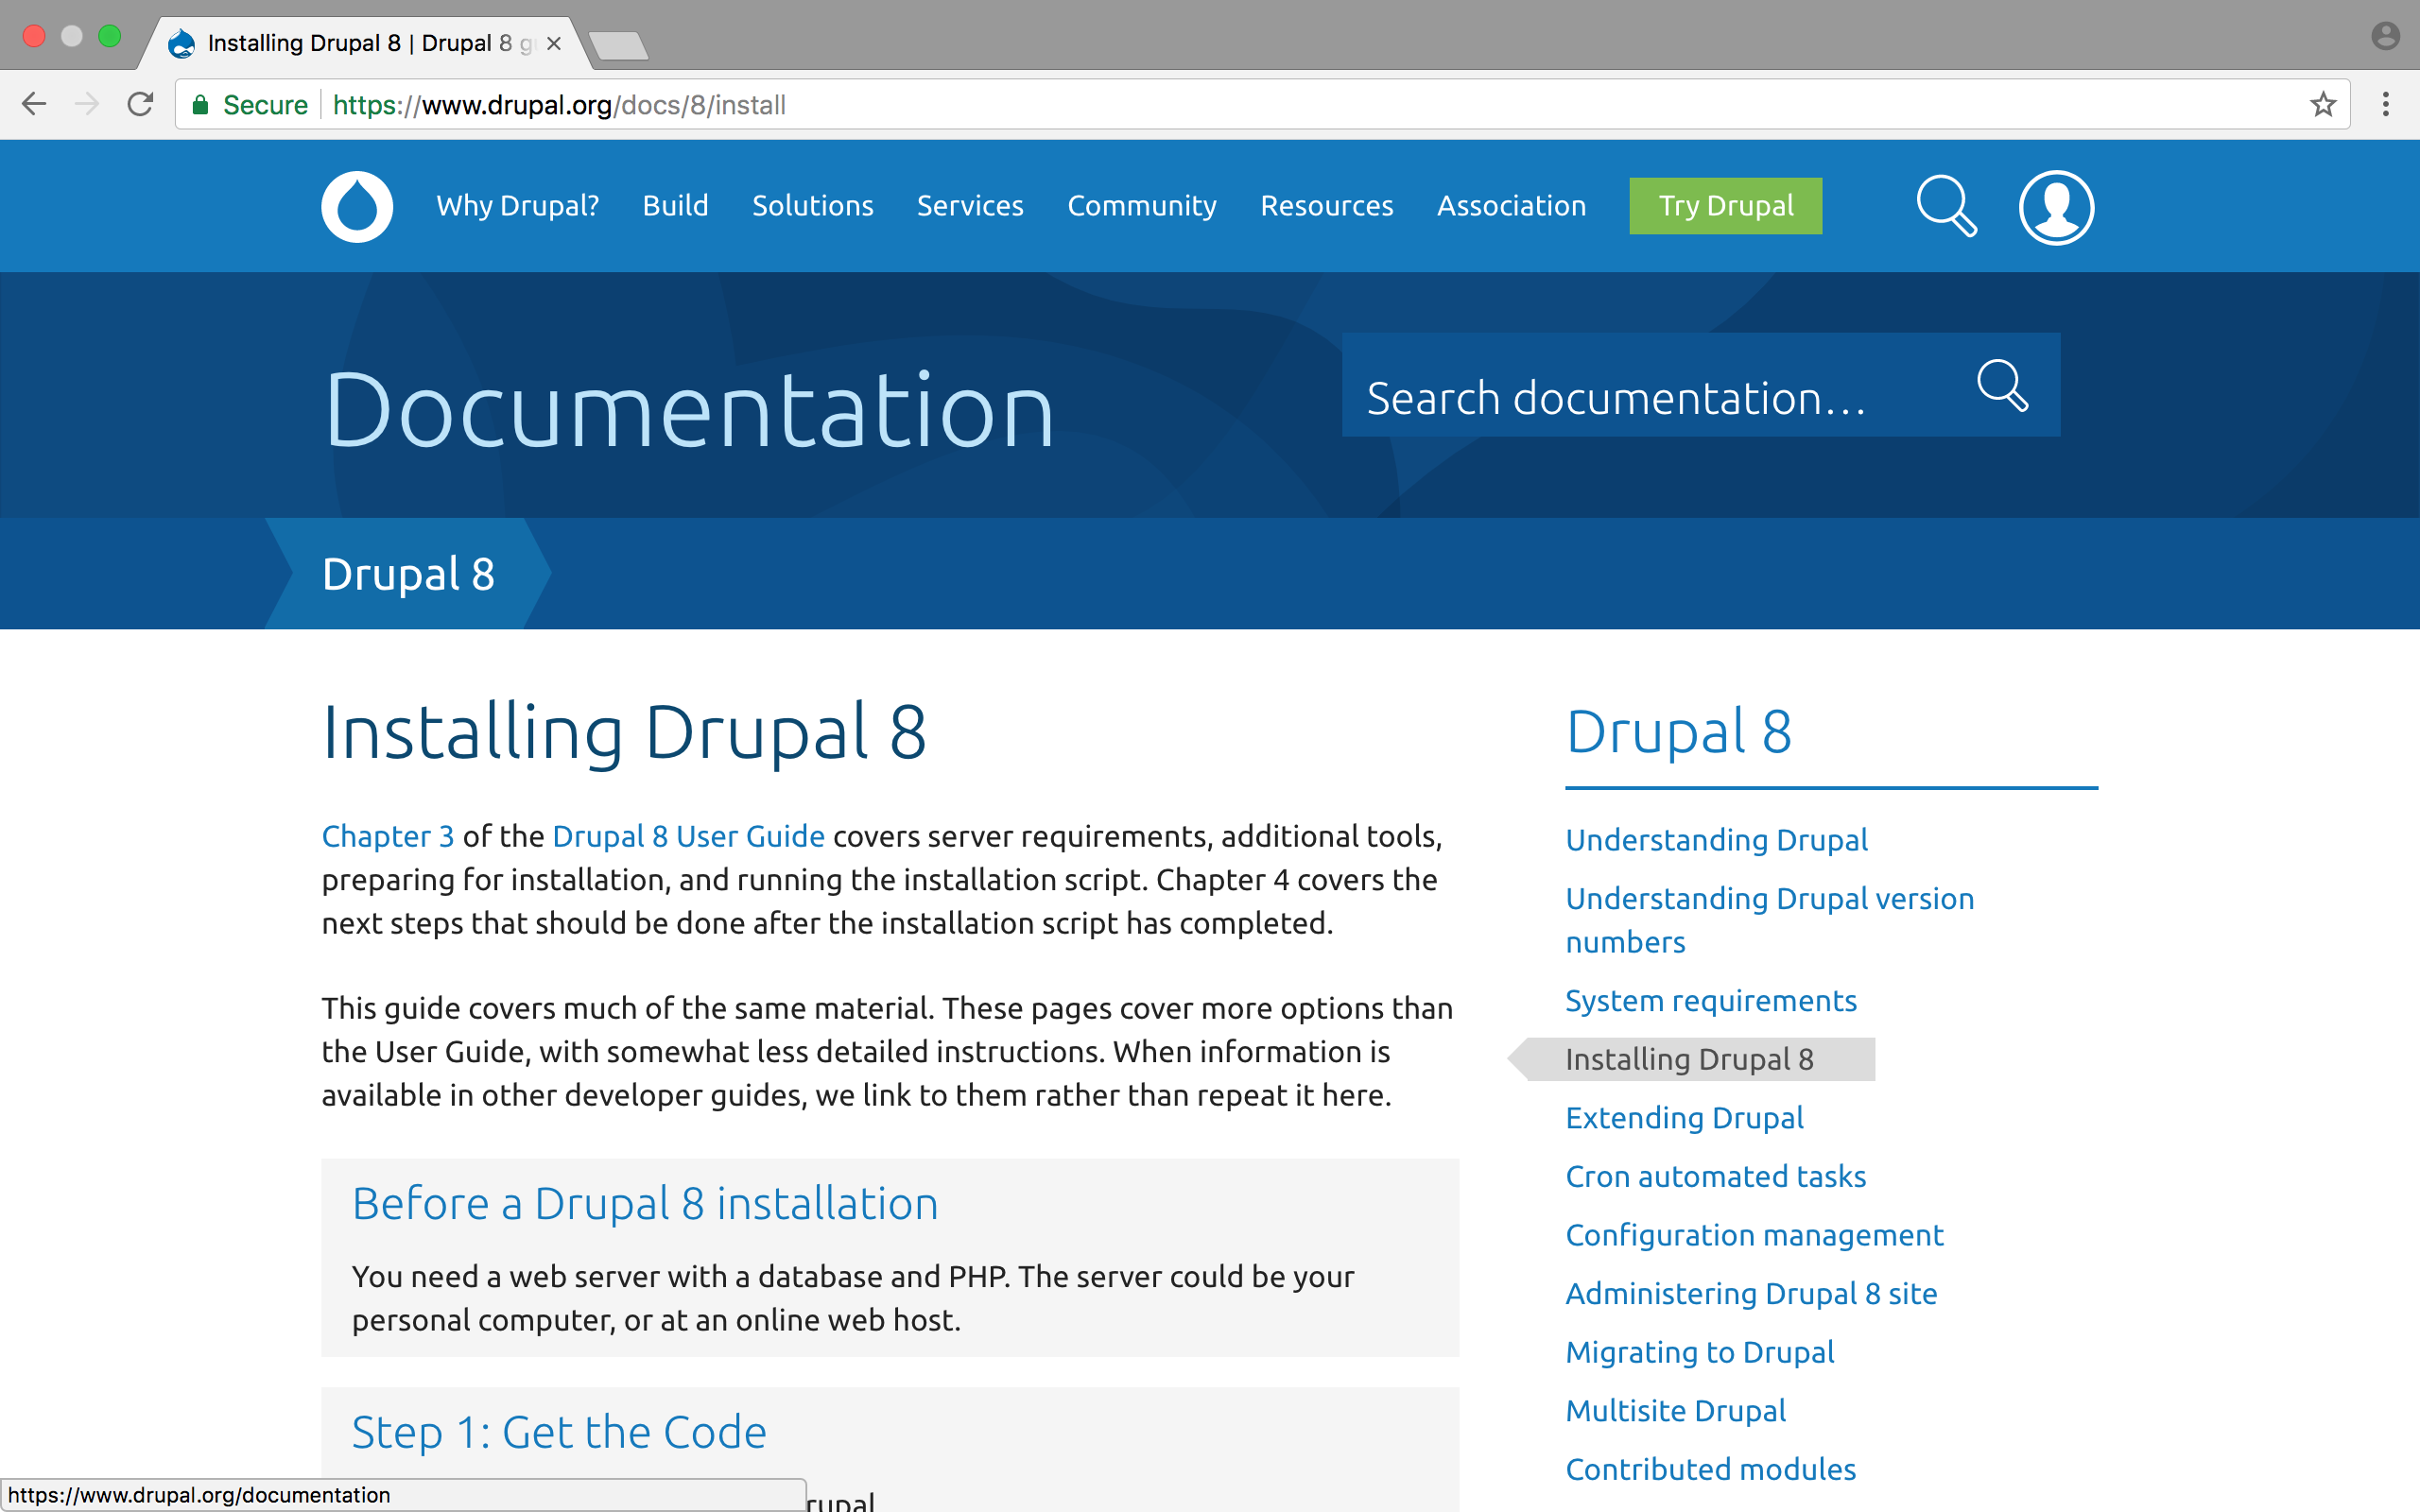 Installing Drupal 8 | Drupal 8
Secure https://www.drupal.org/docs/8/install
Why Drupal? Build Solutions Services Community Resources Association Try Drupal
Documentation
Search documentation...
Drupal 8
Installing Drupal 8
Chapter 3 of the Drupal 8 User Guide covers server requirements, additional tools,
preparing for installation, and running the installation script. Chapter 4 covers the
next steps that should be done after the installation script has completed.
This guide covers much of the same material. These pages cover more options than
the User Guide, with somewhat less detailed instructions. When information is
available in other developer guides, we link to them rather than repeat it here.
Before a Drupal 8 installation
You need a web server with a database and PHP. The server could be your
personal computer, or at an online web host.
Step 1: Get the Code
Drupal 8
Understanding Drupal
Understanding Drupal version
numbers
System requirements
Installing Drupal 8
Extending Drupal
Cron automated tasks
Configuration management
Administering Drupal 8 site
Migrating to Drupal
Multisite Drupal
Contributed modules
https://www.drupal.org/documentation